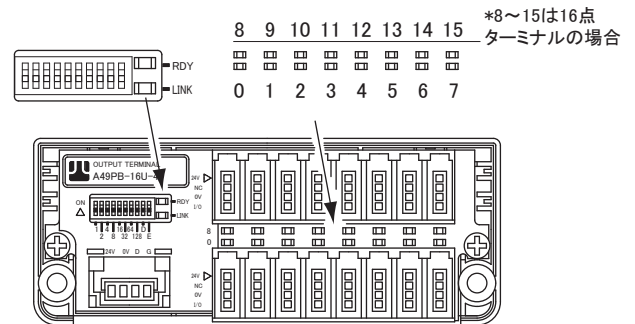 8 9 10 11 12 13 14 15
0 1 2 3 4 5 6 7
*8～15は16点
ターミナルの場合
RDY
LINK
OUTPUT TERMINAL
A49PB-16U-4
ON
RDY
LINK
1 4 16 64 D
2 8 32 128 E
24V 0V D G
24V
NC
0V
I/O
8
0
24V
NC
0V
I/O